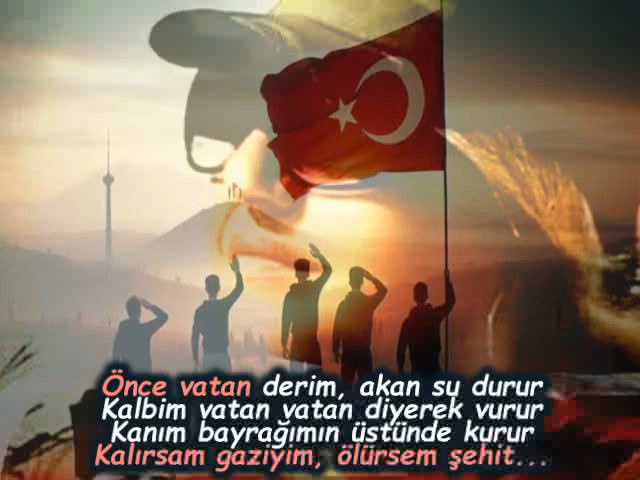 Önce vatan derim, akan su durur
Kalbim vatan vatan diyerek vurur
Kanım bayrağımın üstünde kurur
Kalırsam gaziyim, ölürsem şehit...